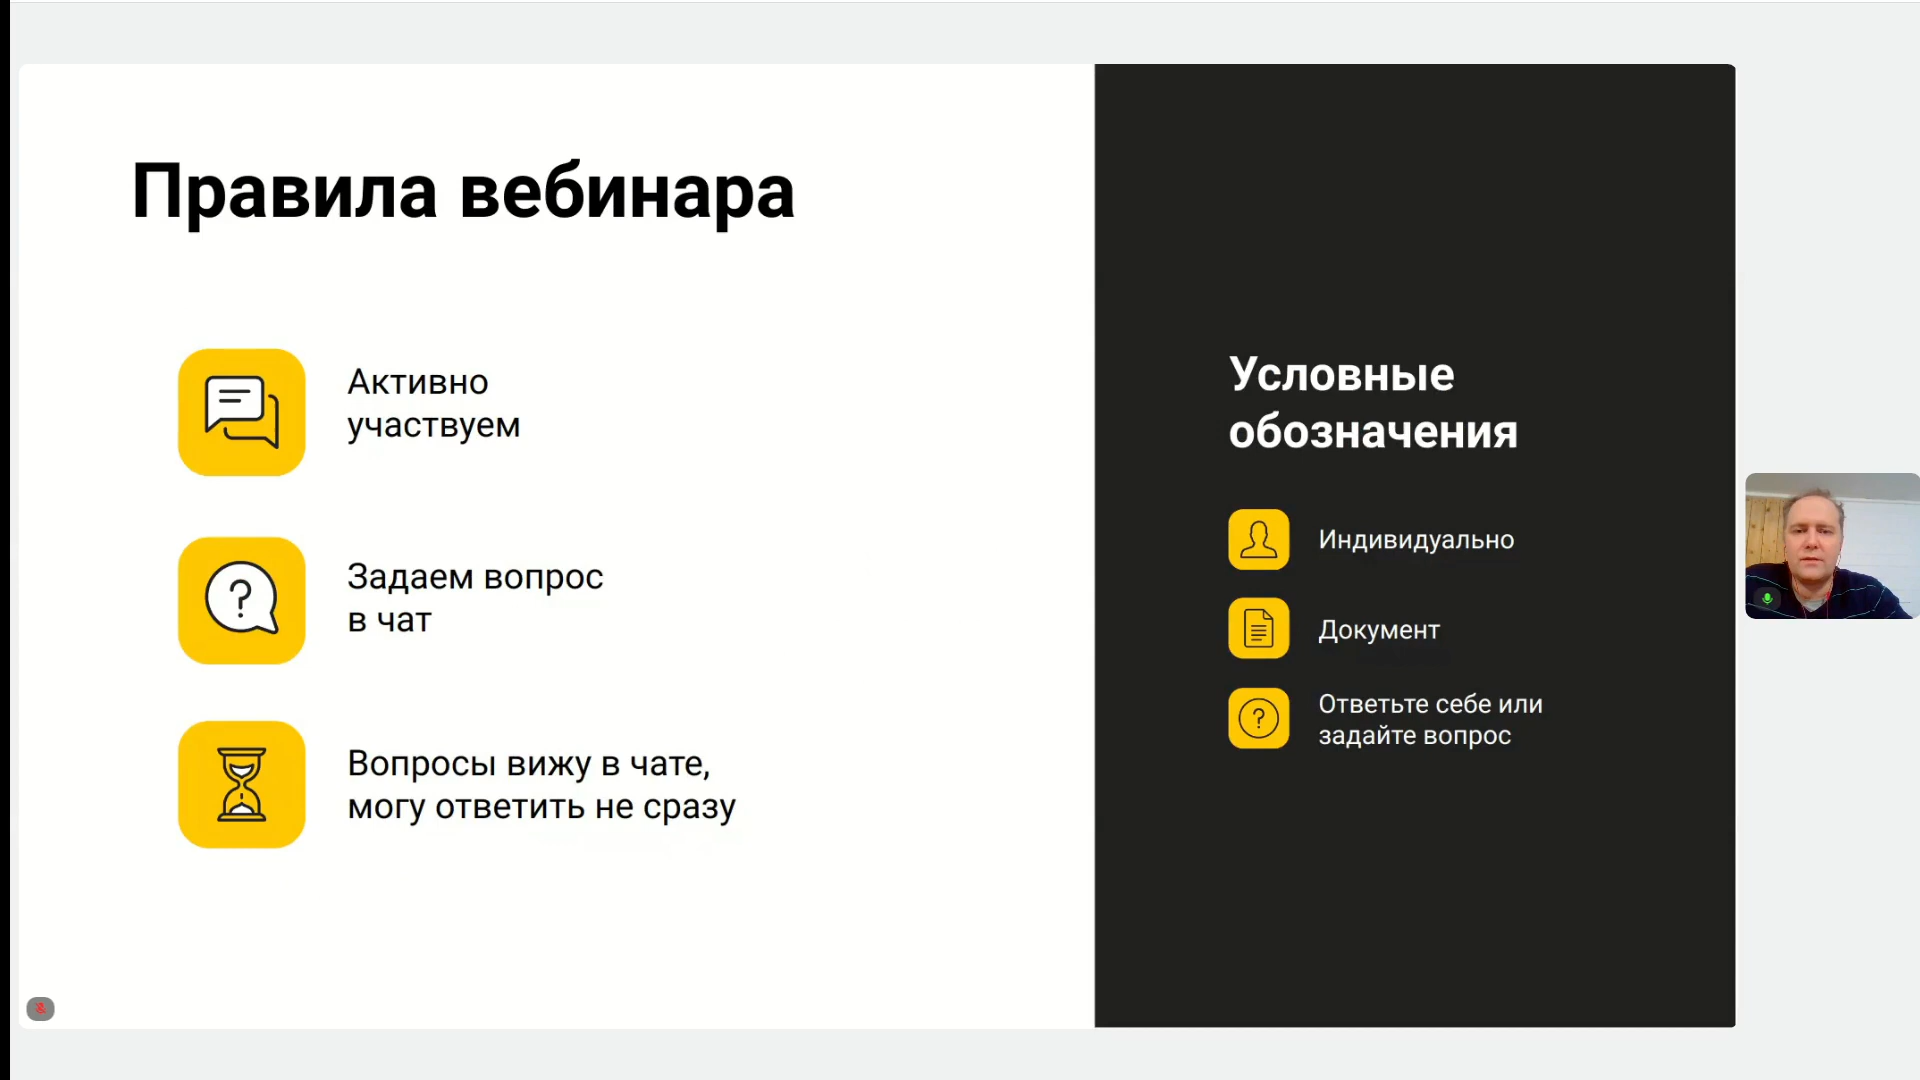 Правила вебинара
Активно
участвуем
Задаем вопрос
в чат
Вопросы вижу в чате,
могу ответить не сразу
Условные
обозначения
Индивидуально
Документ
Ответьте себе или
задайте вопрос